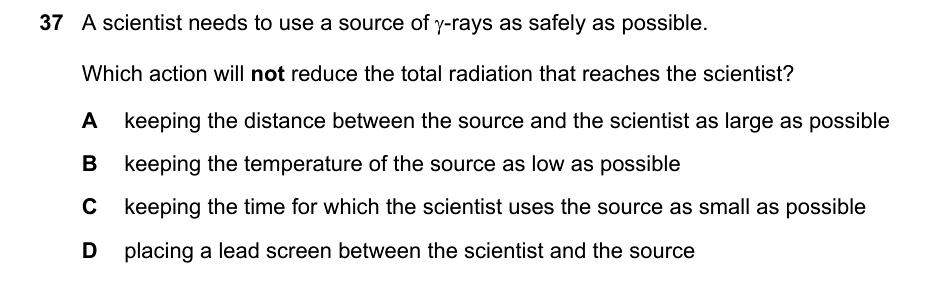 37 A scientist needs to use a source of γ-rays as safely as possible.
Which action will not reduce the total radiation that reaches the scientist?
A keeping the distance between the source and the scientist as large as possible
B keeping the temperature of the source as low as possible
C keeping the time for which the scientist uses the source as small as possible
D placing a lead screen between the scientist and the source